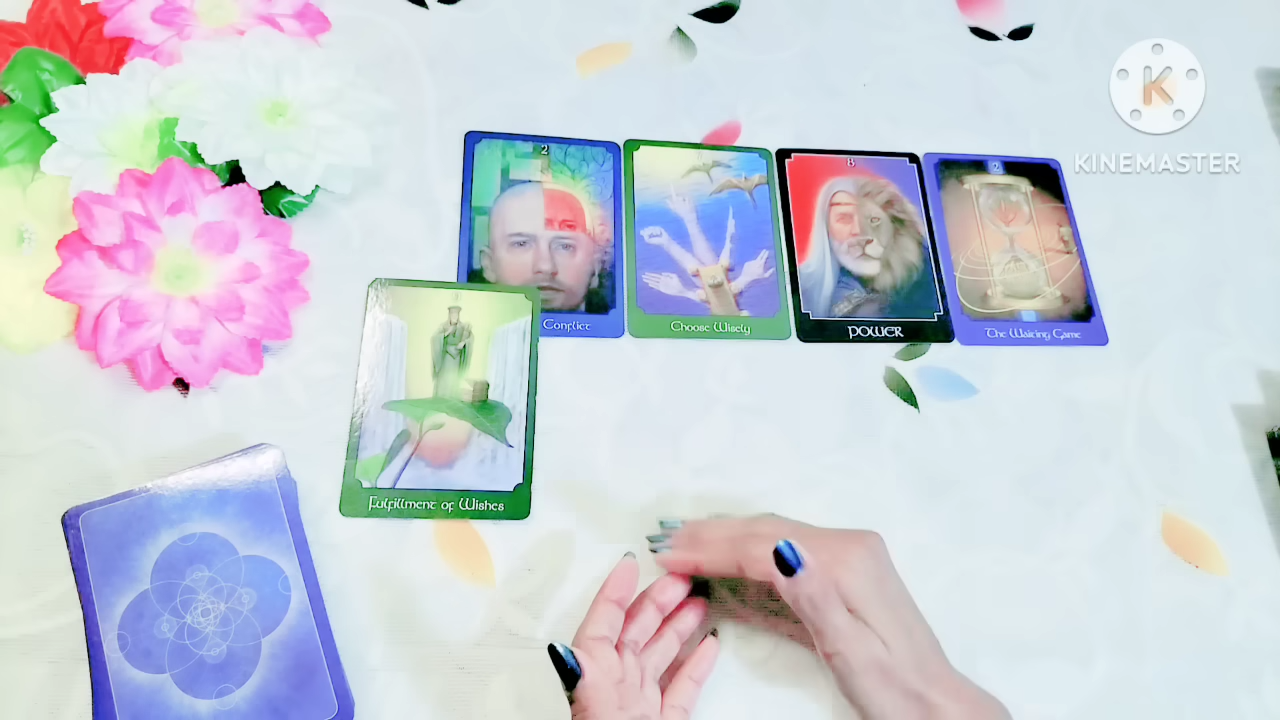 K
KINEMASTER
2
Conflict
Choose Wisely
8
POWER
2
The Waiting Game
Fulfillment of Wishes